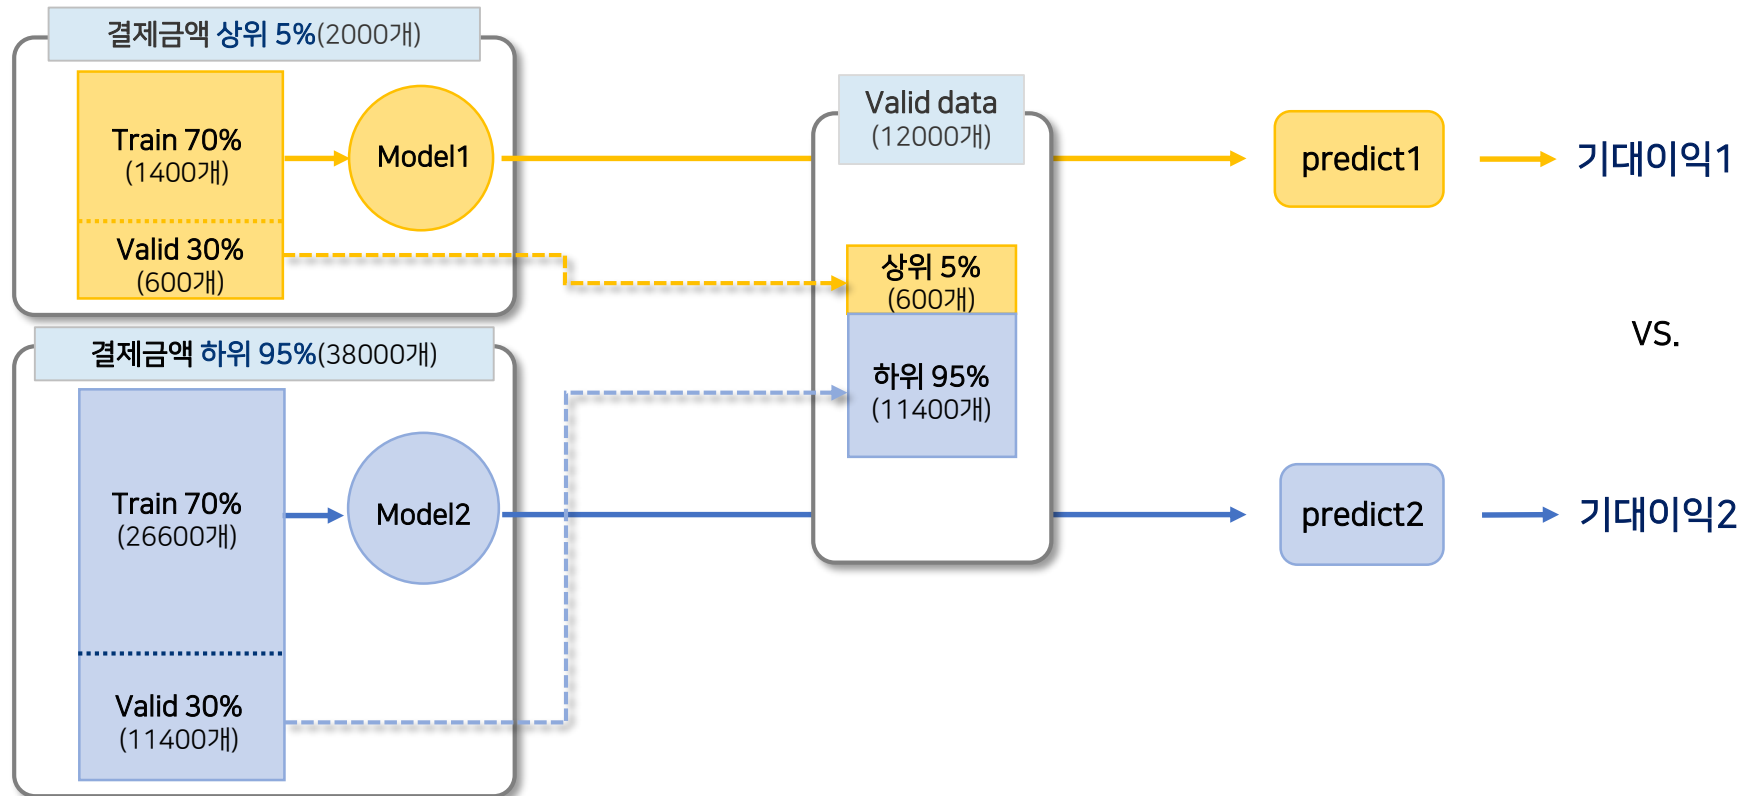 결제금액 상위 5%(2000개)
Train 70%
(1400개)
Model1
Valid 30%
(600개)
결제금액 하위 95%(38000개)
Train 70%
(26600개)
Model2
Valid 30%
(11400개)
Valid data
(12000개)
상위 5%
(600개)
하위 95%
(11400개)
predict1
기대이익1
VS.
predict2
기대이익2